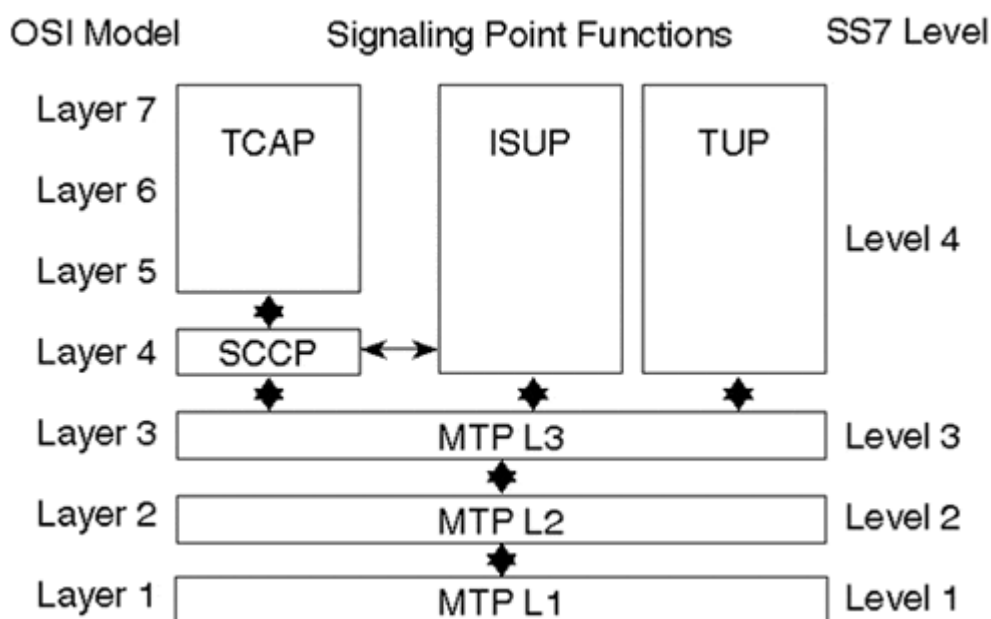 OSI Model Signaling Point Functions SS7 Level
Layer 7
TCAP ISUP TUP
Layer 6
Level 4
Layer 5
Layer 4 SCCP
Layer 3 MTP L3 Level 3
Layer 2 MTP L2 Level 2
Layer 1 MTP L1 Level 1